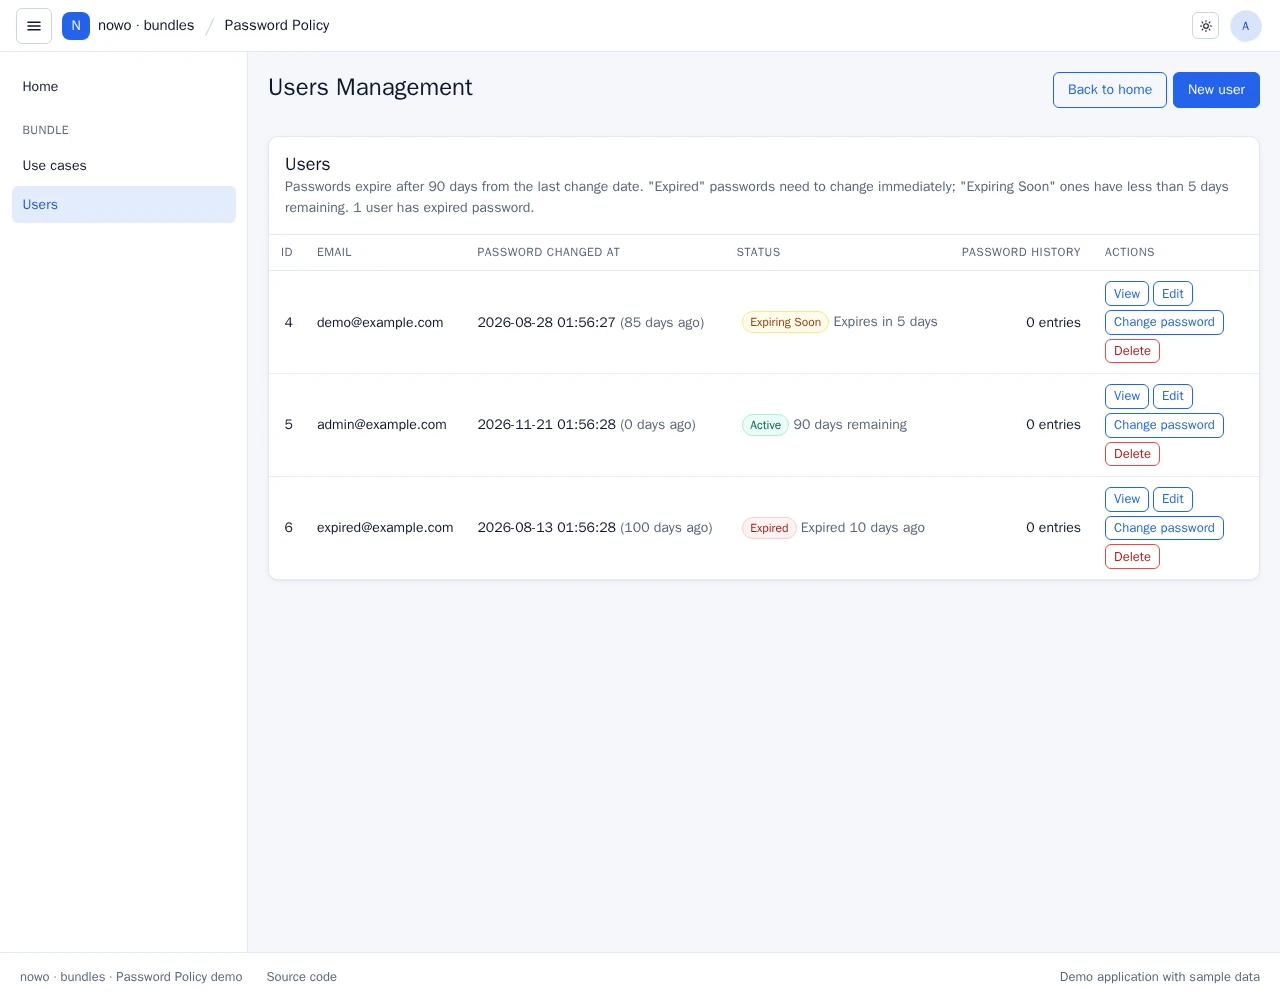 N nowo · bundles / Password Policy A
Home
BUNDLE
Use cases
Users
Users Management
Back to home New user
Users
Passwords expire after 90 days from the last change date. "Expired" passwords need to change immediately; "Expiring Soon" ones have less than 5 days
remaining. 1 user has expired password.
ID EMAIL PASSWORD CHANGED AT STATUS PASSWORD HISTORY ACTIONS
4 demo@example.com 2026-08-28 01:56:27 (85 days ago) Expiring Soon Expires in 5 days 0 entries View Edit
Change password
Delete
5 admin@example.com 2026-11-21 01:56:28 (0 days ago) Active 90 days remaining 0 entries View Edit
Change password
Delete
6 expired@example.com 2026-08-13 01:56:28 (100 days ago) Expired Expired 10 days ago 0 entries View Edit
Change password
Delete
nowo · bundles · Password Policy demo Source code Demo application with sample data